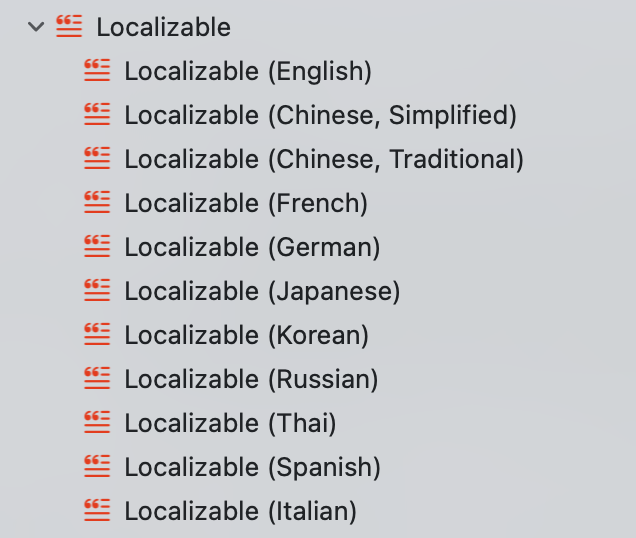 Localizable
Localizable (English)
Localizable (Chinese, Simplified)
Localizable (Chinese, Traditional)
Localizable (French)
Localizable (German)
Localizable (Japanese)
Localizable (Korean)
Localizable (Russian)
Localizable (Thai)
Localizable (Spanish)
Localizable (Italian)